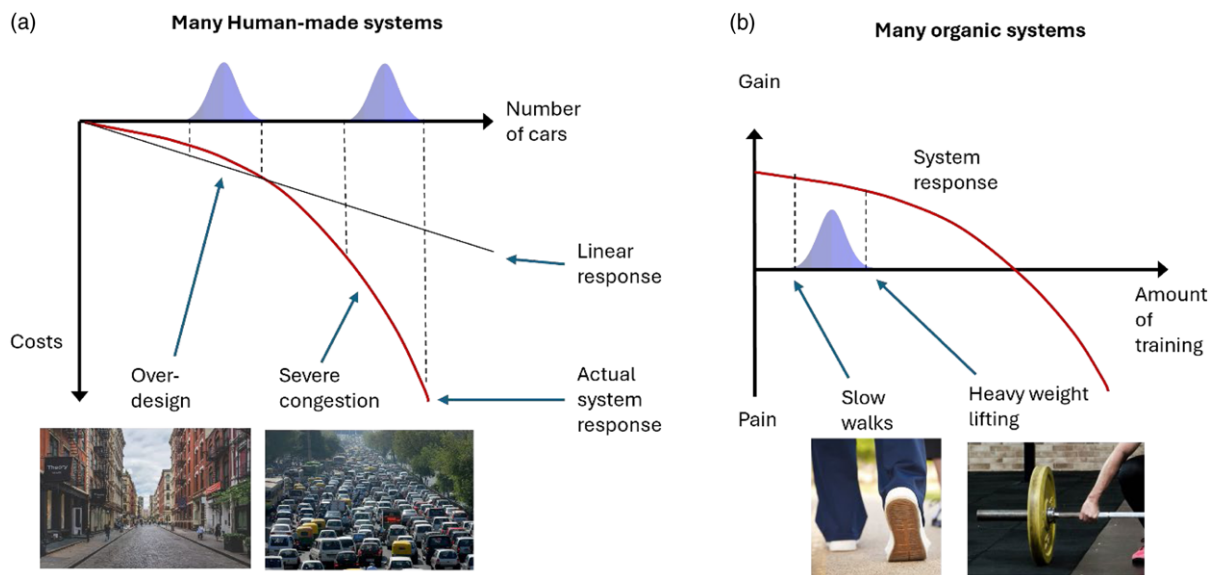 (a)
Many Human-made systems
Number
of cars
Linear
response
Costs
Over-
design
Severe
congestion
Actual
system
response
Theory
(b)
Many organic systems
Gain
System
response
Amount
of
training
Pain
Slow
walks
Heavy weight
lifting